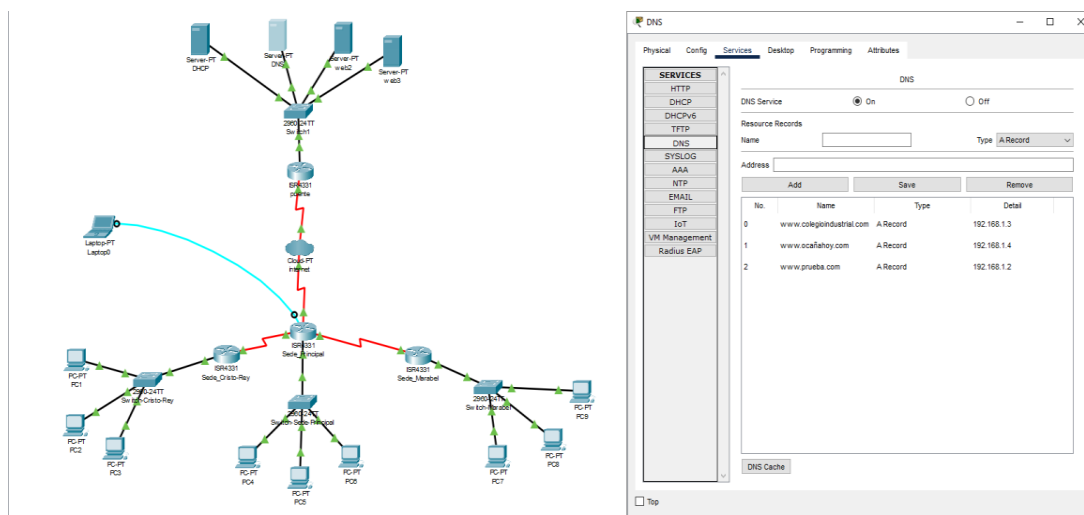 Server-PT
DHCP
Server-PT
DNS
Server-PT
web2
Server-PT
web3
2960-24TT
Switch1
ISR4331
puente
Laptop-PT
Laptop0
Cloud-PT
internet
ISR4331
Sede_Principal
ISR4331
Sede_Cristo-Rey
ISR4331
Sede_Marabel
PC-PT
PC1
2960-24TT
Switch-Cristo-Rey
2960-24TT
Switch-Sede-Principal
2960-24TT
Switch-Marabel
PC-PT
PC9
PC-PT
PC2
PC-PT
PC3
PC-PT
PC4
PC-PT
PC5
PC-PT
PC6
PC-PT
PC7
PC-PT
PC8
DNS
Physical Config Services Desktop Programming Attributes
SERVICES
HTTP
DHCP
DHCPv6
TFTP
DNS
SYSLOG
AAA
NTP
EMAIL
FTP
IoT
VM Management
Radius EAP
DNS
DNS Service On Off
Resource Records
Name Type A Record
Address
Add Save Remove
No. Name Type Detail
0 www.colegioindustrial.com A Record 192.168.1.3
1 www.ocañahoy.com A Record 192.168.1.4
2 www.prueba.com A Record 192.168.1.2
DNS Cache
Top